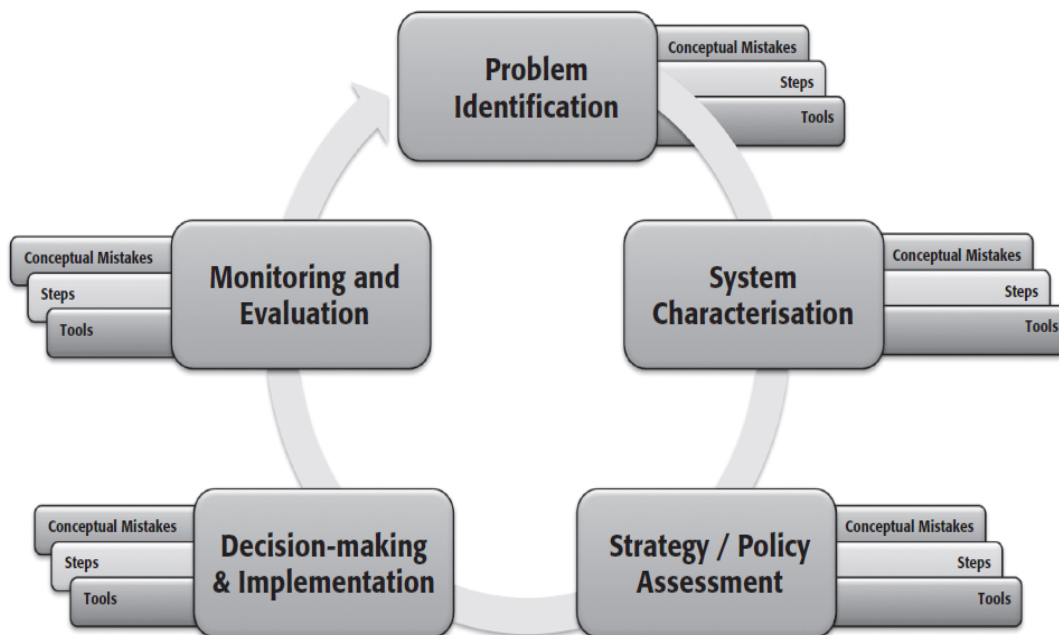 Problem
Identification
Conceptual Mistakes
Steps
Tools
System
Characterisation
Conceptual Mistakes
Steps
Tools
Strategy / Policy
Assessment
Conceptual Mistakes
Steps
Tools
Decision-making
& Implementation
Conceptual Mistakes
Steps
Tools
Monitoring and
Evaluation
Conceptual Mistakes
Steps
Tools